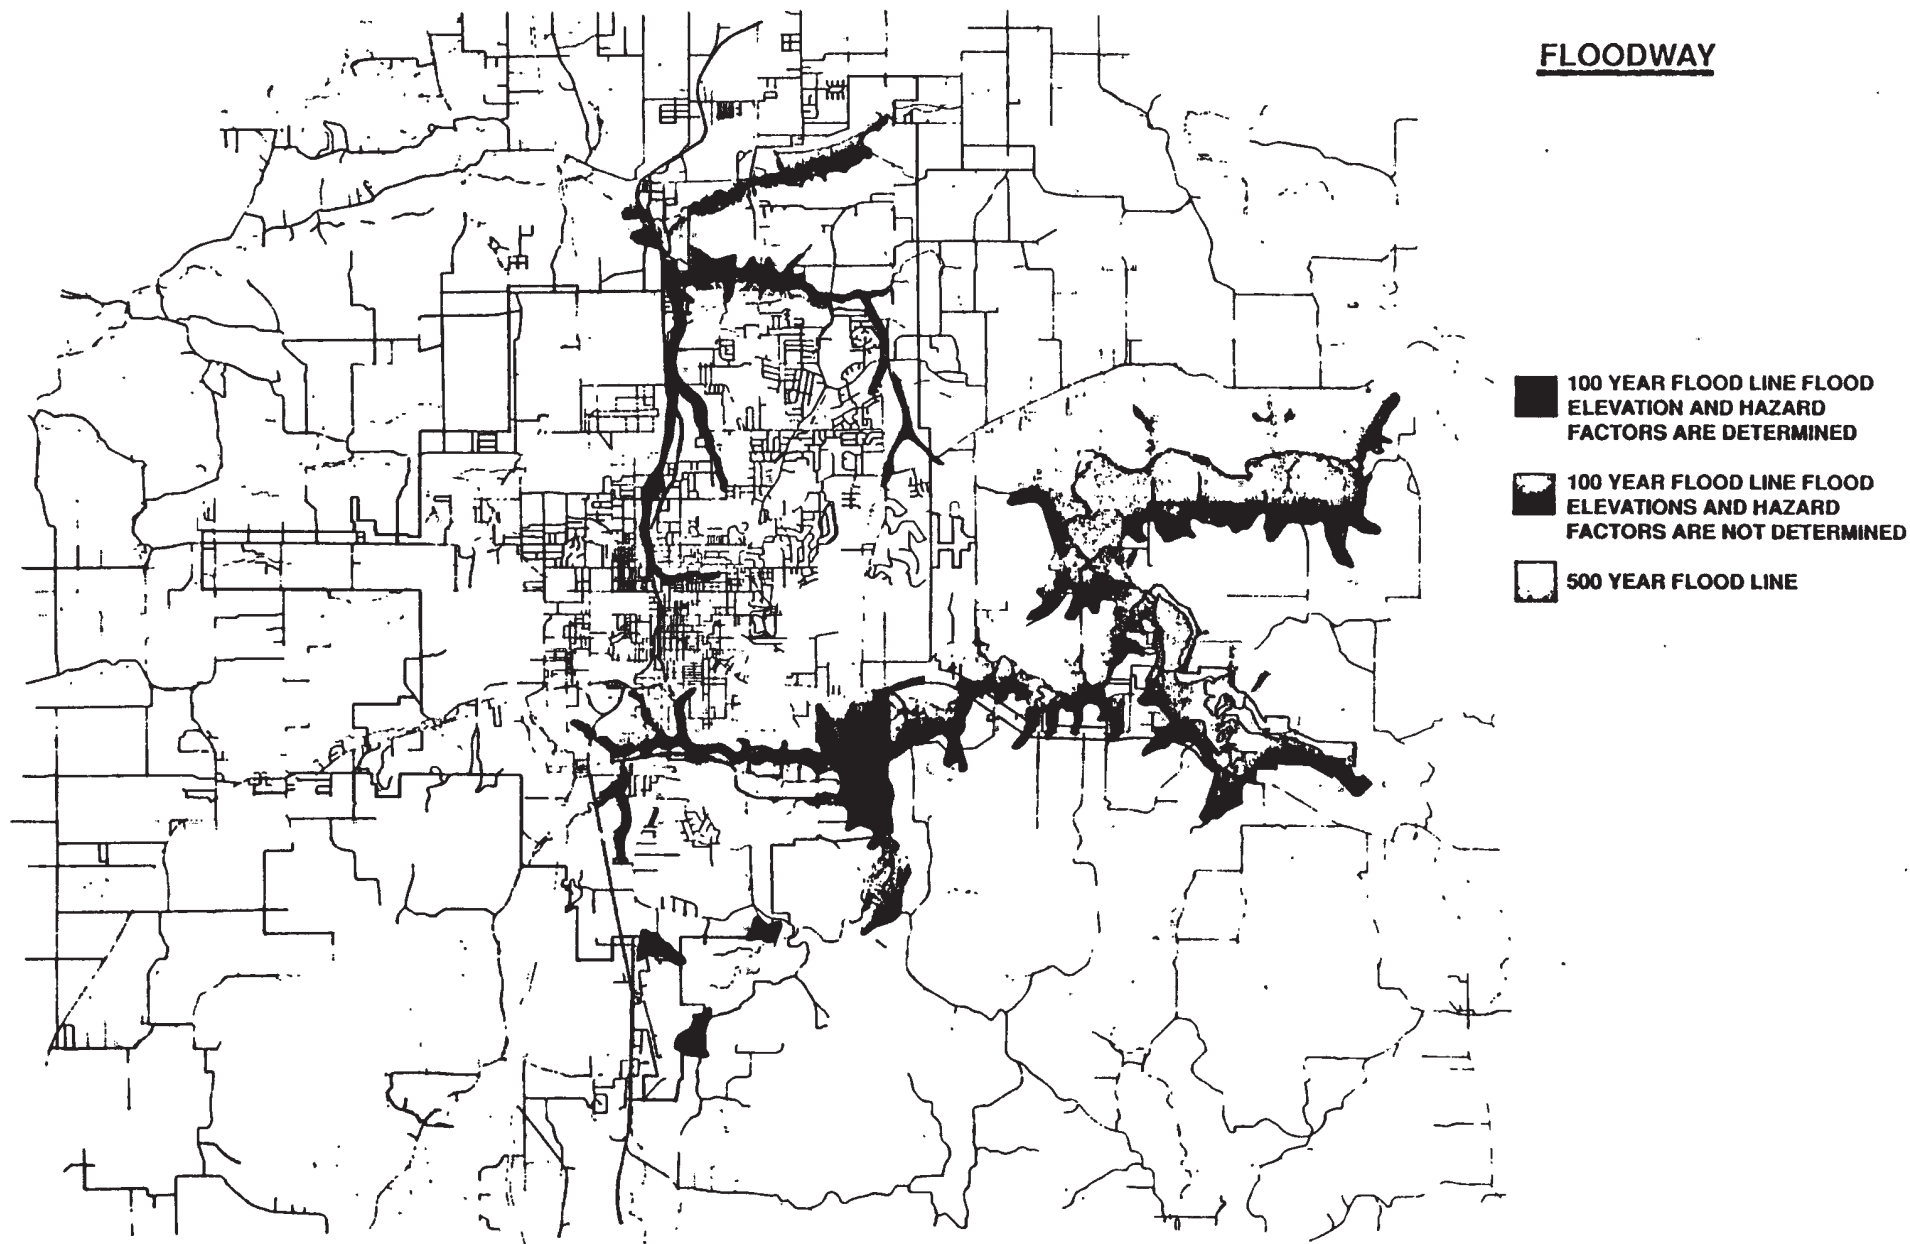 FLOODWAY
100 YEAR FLOOD LINE FLOOD
ELEVATION AND HAZARD
FACTORS ARE DETERMINED
100 YEAR FLOOD LINE FLOOD
ELEVATIONS AND HAZARD
FACTORS ARE NOT DETERMINED
500 YEAR FLOOD LINE